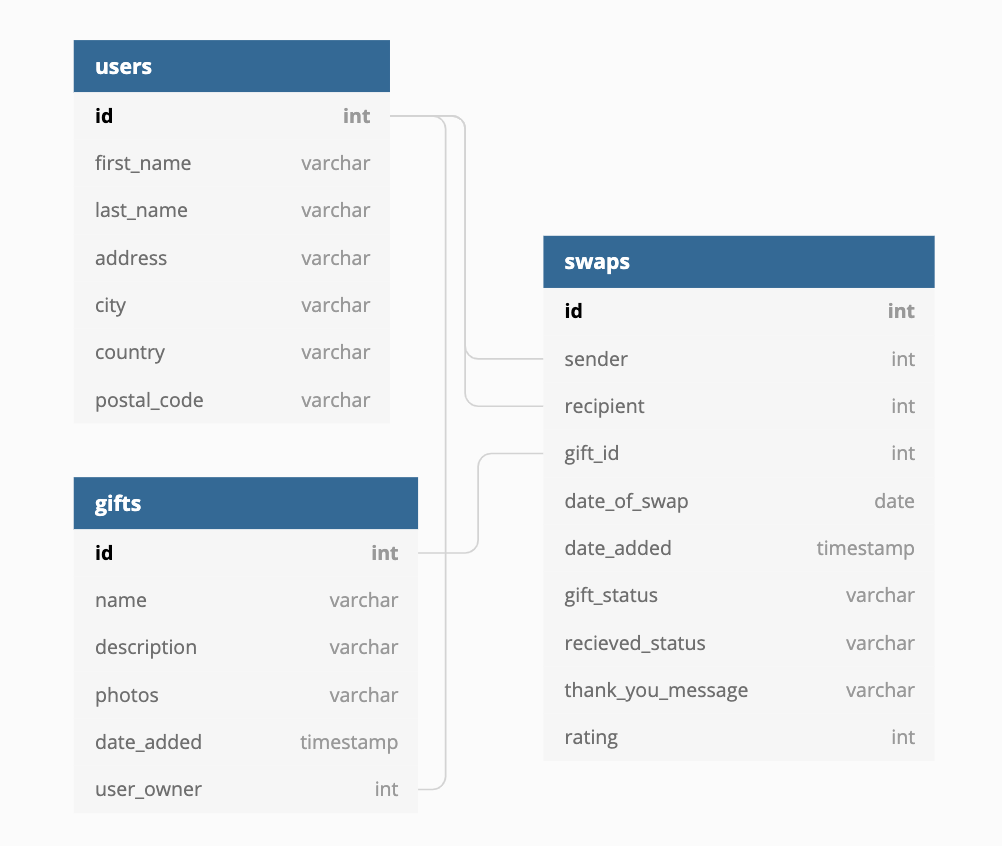 users
id int
first_name varchar
last_name varchar
address varchar
city varchar
country varchar
postal_code varchar
gifts
id int
name varchar
description varchar
photos varchar
date_added timestamp
user_owner int
swaps
id int
sender int
recipient int
gift_id int
date_of_swap date
date_added timestamp
gift_status varchar
recieved_status varchar
thank_you_message varchar
rating int